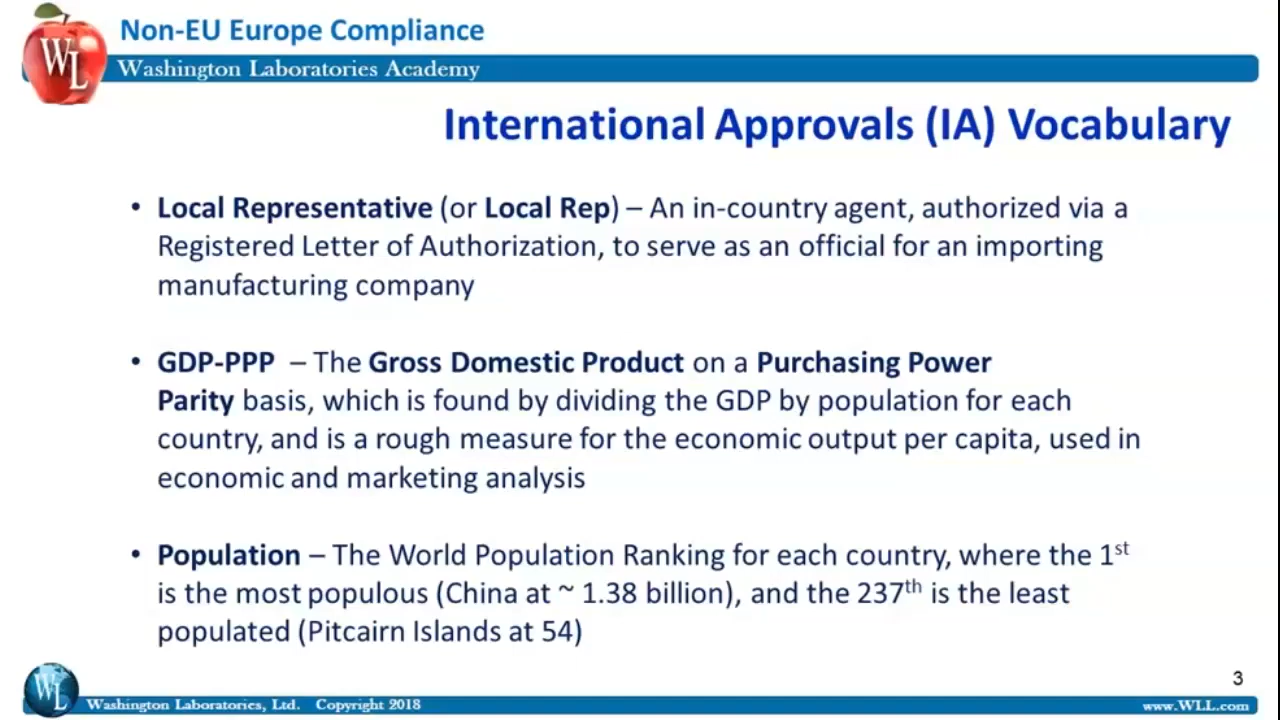 Non-EU Europe Compliance
WL
Washington Laboratories Academy
International Approvals (IA) Vocabulary
• Local Representative (or Local Rep) – An in-country agent, authorized via a
Registered Letter of Authorization, to serve as an official for an importing
manufacturing company
• GDP-PPP – The Gross Domestic Product on a Purchasing Power
Parity basis, which is found by dividing the GDP by population for each
country, and is a rough measure for the economic output per capita, used in
economic and marketing analysis
• Population – The World Population Ranking for each country, where the 1st
is the most populous (China at ~ 1.38 billion), and the 237th is the least
populated (Pitcairn Islands at 54)
3
WL
Washington Laboratories, Ltd. Copyright 2018
www.WLL.com